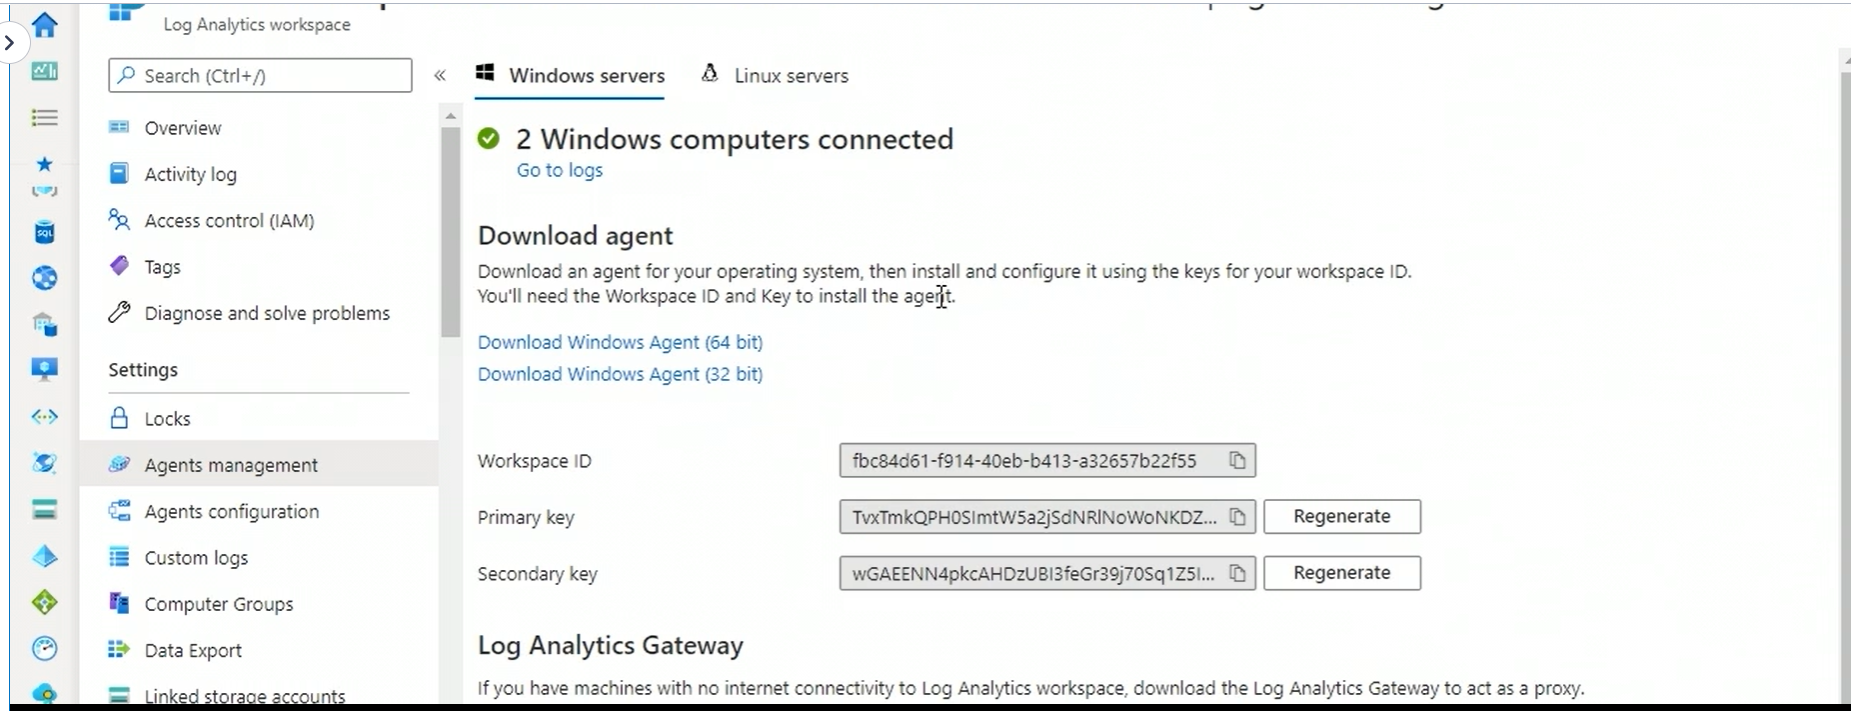 Log Analytics workspace
Search (Ctrl+/)
«
Overview
Activity log
Access control (IAM)
Tags
Diagnose and solve problems
Settings
Locks
Agents management
Agents configuration
Custom logs
Computer Groups
Data Export
Linked storage accounts
SQL
Windows servers
Linux servers
2 Windows computers connected
Go to logs
Download agent
Download an agent for your operating system, then install and configure it using the keys for your workspace ID.
You'll need the Workspace ID and Key to install the agent.
Download Windows Agent (64 bit)
Download Windows Agent (32 bit)
Workspace ID
fbc84d61-f914-40eb-b413-a32657b22f55
Primary key
TvxTmkQPH0SImtW5a2jSdNRlNoWoNKDZ...
Regenerate
Secondary key
wGAEENN4pkcAHDzUBI3feGr39j70Sq1Z5I...
Regenerate
Log Analytics Gateway
If you have machines with no internet connectivity to Log Analytics workspace, download the Log Analytics Gateway to act as a proxy.